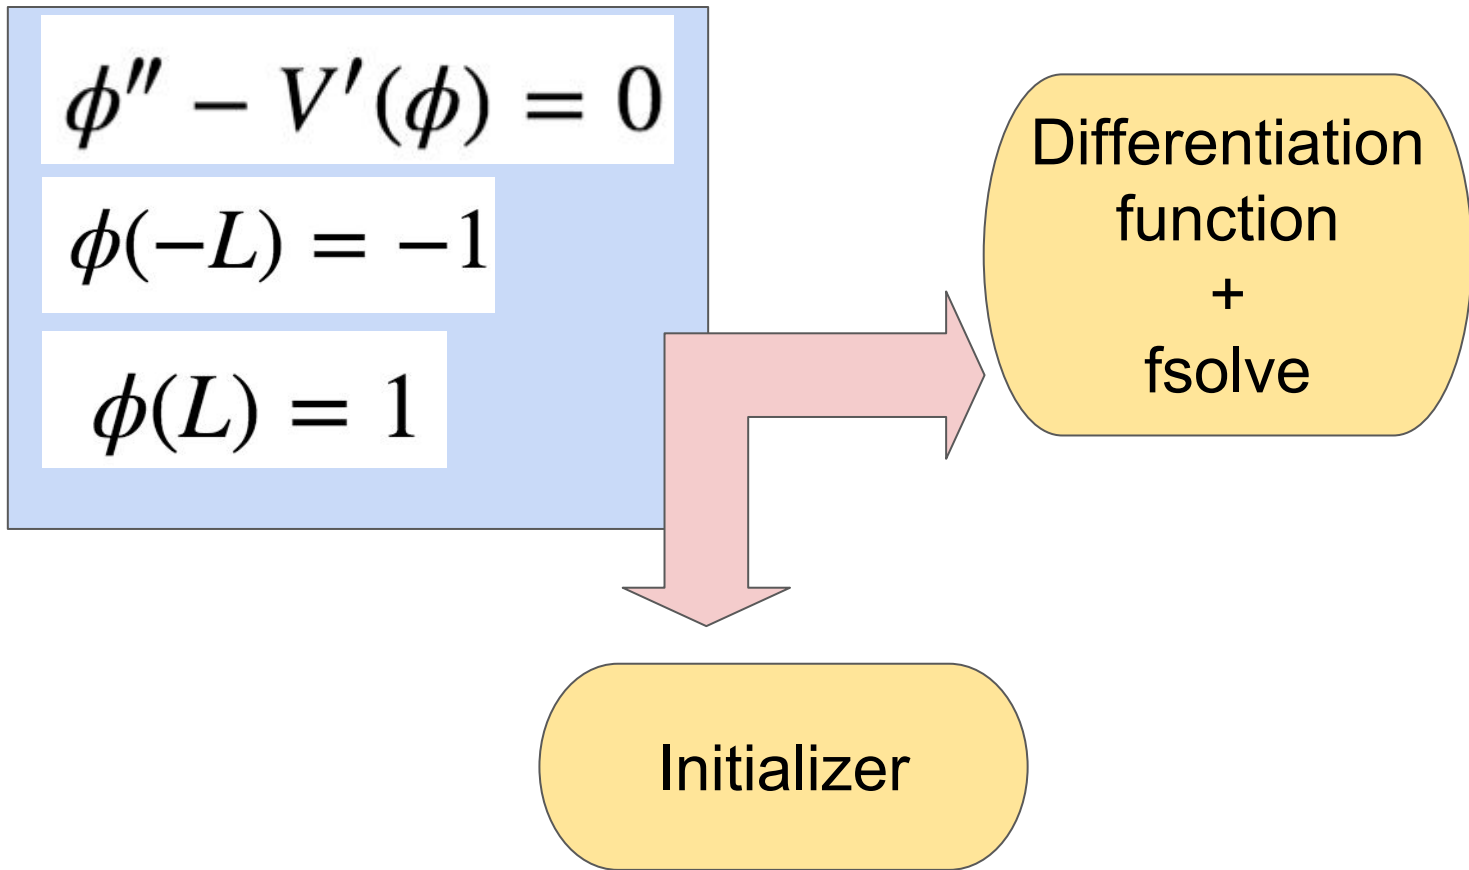 ϕ″ − V′(ϕ) = 0
ϕ(−L) = −1
ϕ(L) = 1
Differentiation
function
+
fsolve
Initializer